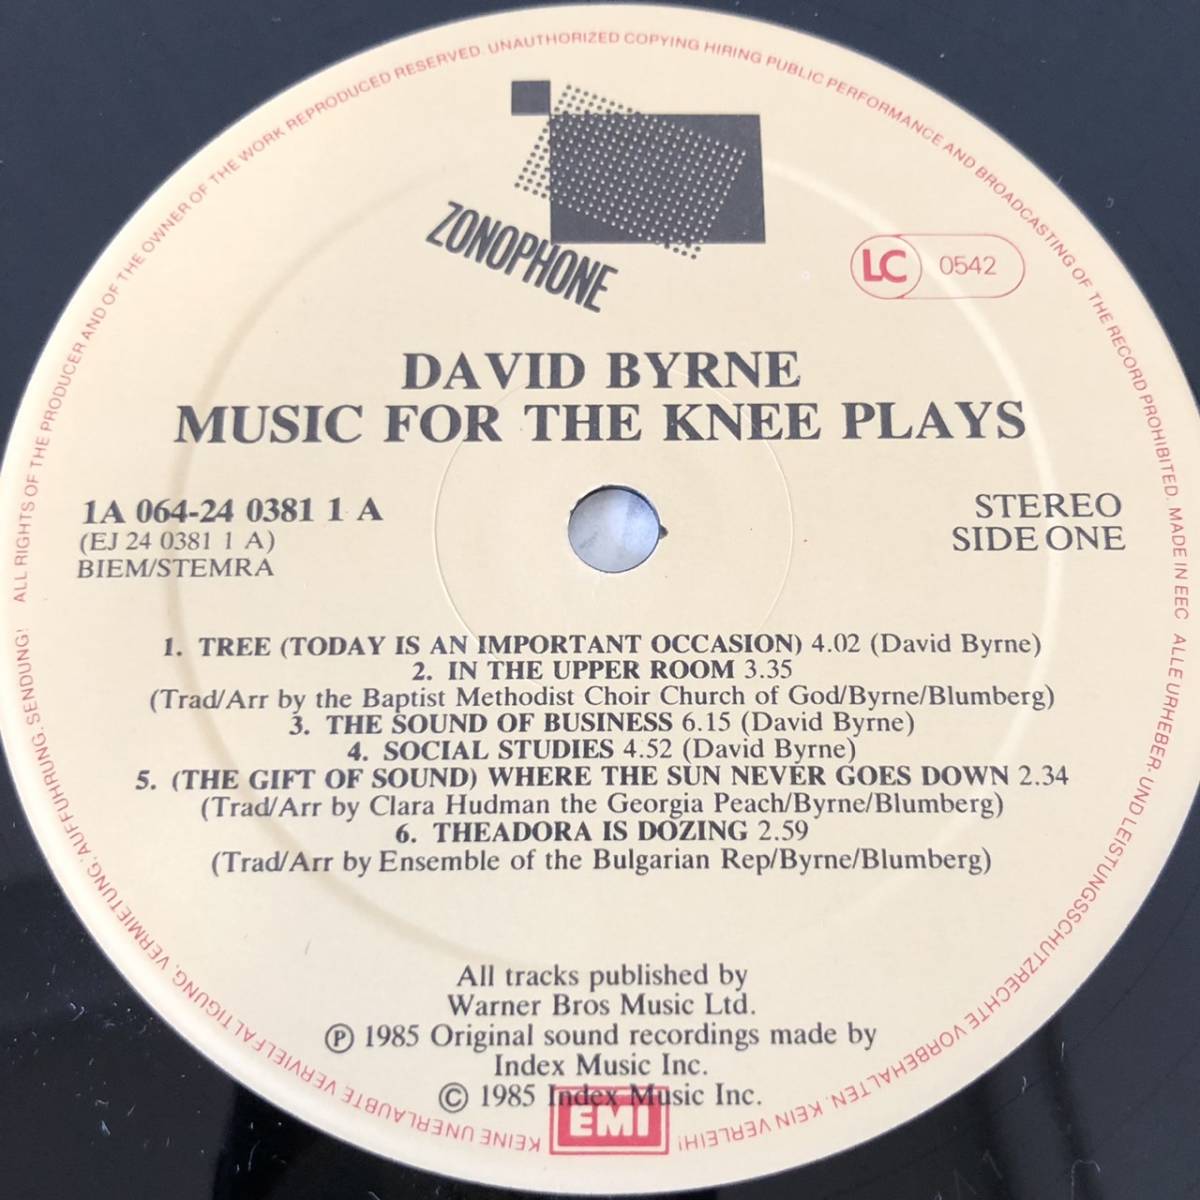 ALL RIGHTS OF THE PRODUCER AND OF THE OWNER OF THE WORK REPRODUCED RESERVED UNAUTHORIZED COPYING HIRING PUBLIC PERFORMANCE AND BROADCASTING OF THE RECORD PROHIBITED. MADE IN EEC
ZONOPHONE
LC 0542
DAVID BYRNE
MUSIC FOR THE KNEE PLAYS
1A 064-24 0381 1 A
(EJ 24 0381 1 A)
BIEM/STEMRA
STEREO
SIDE ONE
1. TREE (TODAY IS AN IMPORTANT OCCASION) 4.02 (David Byrne)
2. IN THE UPPER ROOM 3.35
(Trad/Arr by the Baptist Methodist Choir Church of God/Byrne/Blumberg)
3. THE SOUND OF BUSINESS 6.15 (David Byrne)
4. SOCIAL STUDIES 4.52 (David Byrne)
5. (THE GIFT OF SOUND) WHERE THE SUN NEVER GOES DOWN 2.34
(Trad/Arr by Clara Hudman the Georgia Peach/Byrne/Blumberg)
6. THEADORA IS DOZING 2.59
(Trad/Arr by Ensemble of the Bulgarian Rep/Byrne/Blumberg)
All tracks published by
Warner Bros Music Ltd.
Ⓟ 1985 Original sound recordings made by
Index Music Inc.
© 1985 Index Music Inc.
EMI
ALLE URHEBER- UND LEISTUNGSSCHUTZRECHTE VORBEHALTEN. KEIN VERLEIH! KEINE UNERLAUBTE VERVIELFÄLTIGUNG, VERMIETUNG, AUFFÜHRUNG, SENDUNG!